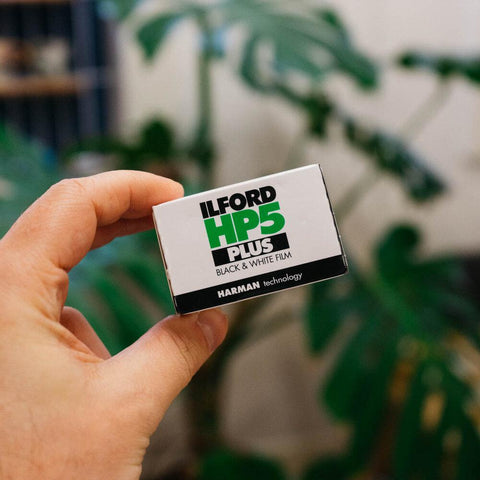 ILFORD
HP5
PLUS
BLACK & WHITE FILM
HARMAN technology